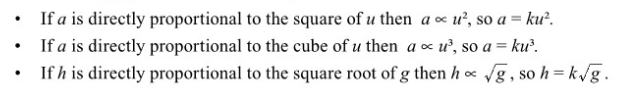 • If a is directly proportional to the square of u then a ∝ u², so a = ku².
• If a is directly proportional to the cube of u then a ∝ u³, so a = ku³.
• If h is directly proportional to the square root of g then h ∝ √g, so h = k√g.